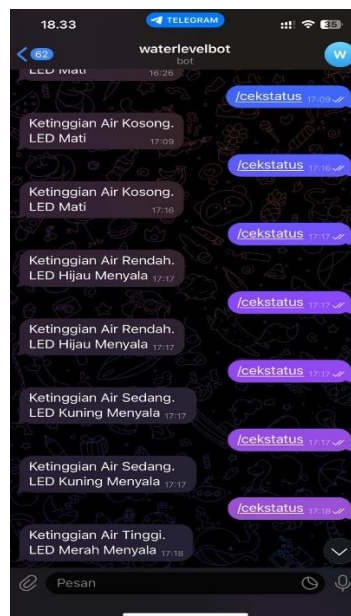 18.33
TELEGRAM
35
62
waterlevelbot
bot
W
LED Mati 16:26
/cekstatus 17:09
Ketinggian Air Kosong.
LED Mati 17:09
/cekstatus 17:16
Ketinggian Air Kosong.
LED Mati 17:16
/cekstatus 17:17
Ketinggian Air Rendah.
LED Hijau Menyala 17:17
/cekstatus 17:17
Ketinggian Air Rendah.
LED Hijau Menyala 17:17
/cekstatus 17:17
Ketinggian Air Sedang.
LED Kuning Menyala 17:17
/cekstatus 17:17
Ketinggian Air Sedang.
LED Kuning Menyala 17:17
/cekstatus 17:18
Ketinggian Air Tinggi.
LED Merah Menyala 17:18
Pesan